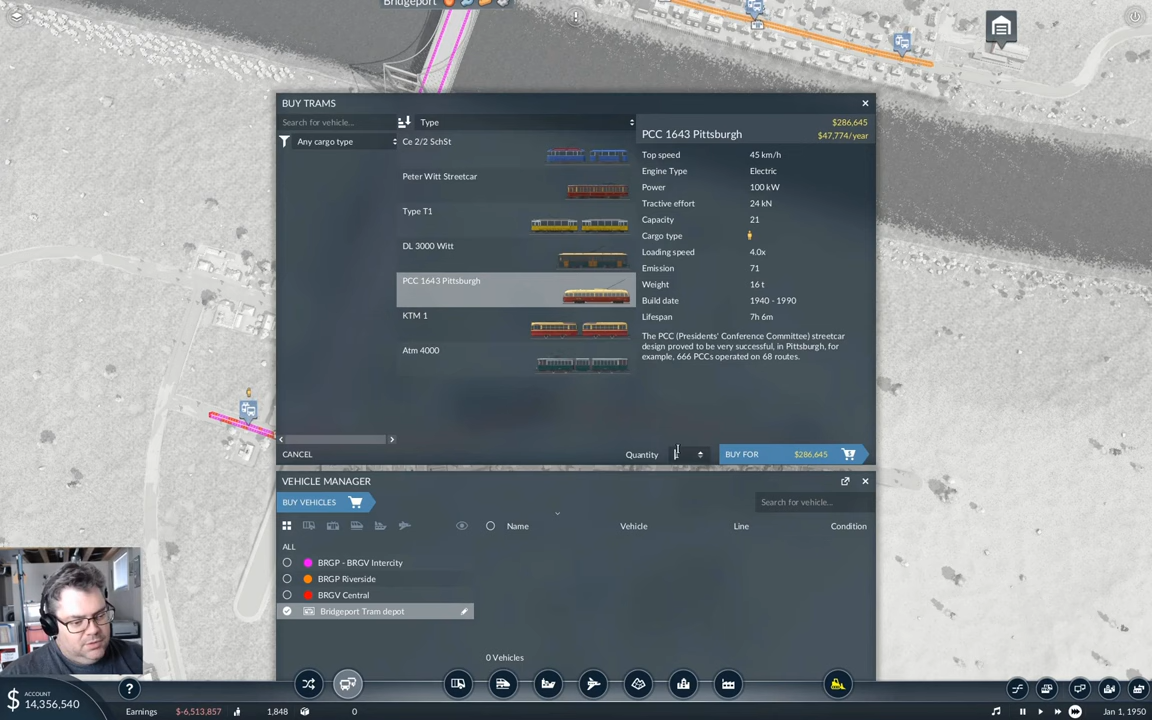 Bridgeport
BUY TRAMS
Search for vehicle...
Type
Any cargo type
Ce 2/2 SchSt
Peter Witt Streetcar
Type T1
DL 3000 Witt
PCC 1643 Pittsburgh
KTM 1
Atm 4000
$286,645
PCC 1643 Pittsburgh
$47,774/year
Top speed 45 km/h
Engine Type Electric
Power 100 kW
Tractive effort 24 kN
Capacity 21
Cargo type
Loading speed 4.0x
Emission 71
Weight 16 t
Build date 1940 - 1990
Lifespan 7h 6m
The PCC (Presidents' Conference Committee) streetcar
design proved to be very successful, in Pittsburgh, for
example, 666 PCCs operated on 68 routes.
CANCEL
Quantity
BUY FOR $286,645
VEHICLE MANAGER
BUY VEHICLES
Search for vehicle...
Name Vehicle Line Condition
ALL
BRGP - BRGV Intercity
BRGP Riverside
BRGV Central
Bridgeport Tram depot
0 Vehicles
$ ACCOUNT
14,356,540
?
Earnings $-6,513,857 1,848 0
Jan 1, 1950